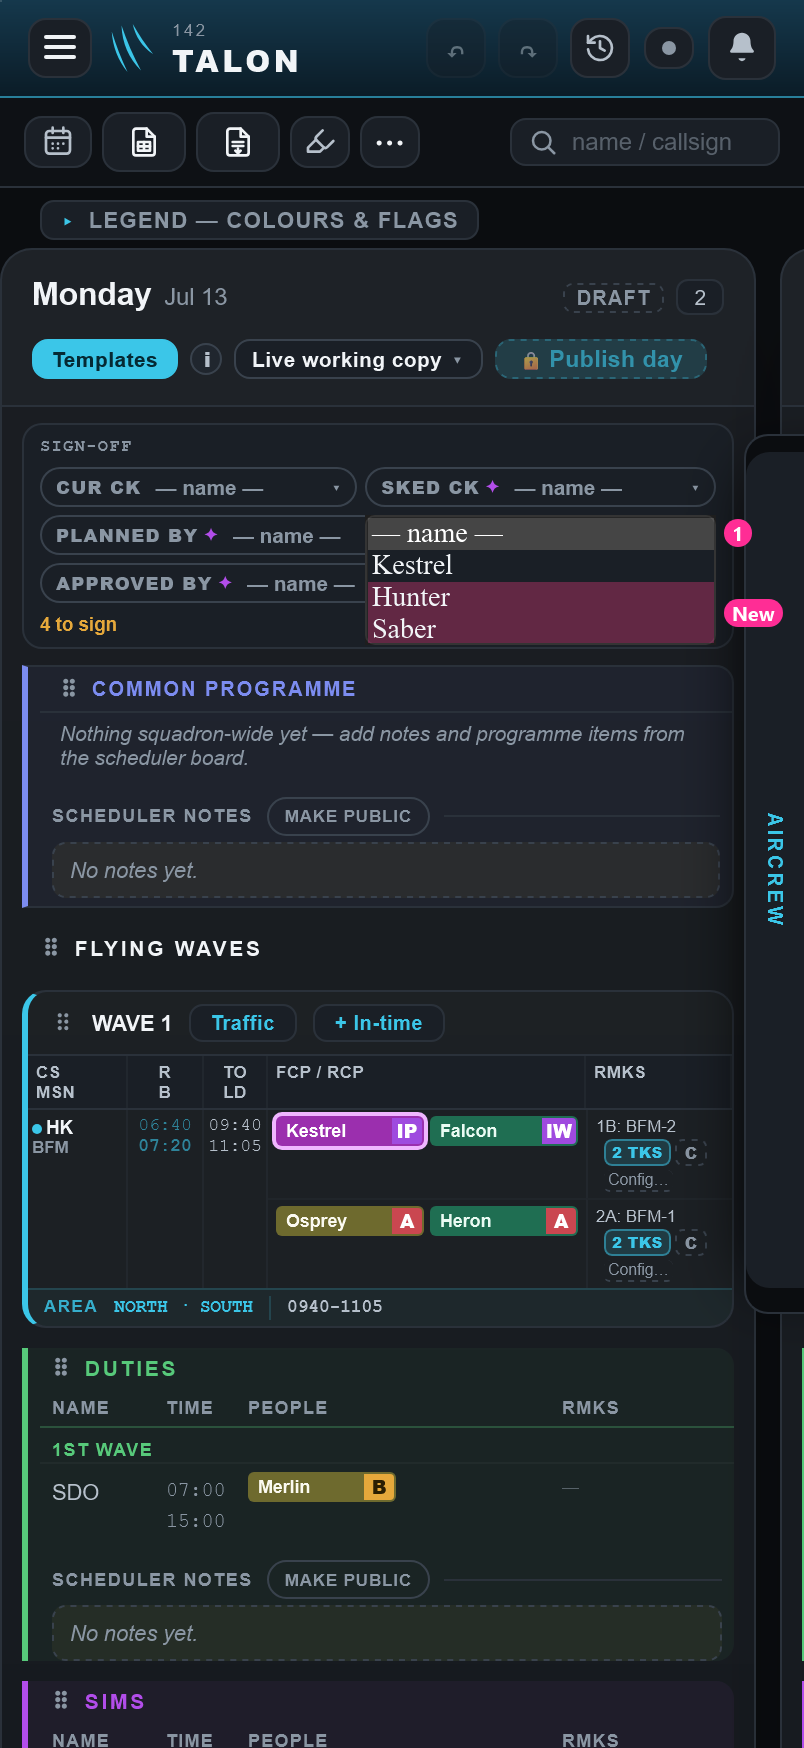 142
TALON
name / callsign
LEGEND — COLOURS & FLAGS
Monday Jul 13 DRAFT 2
Templates i Live working copy Publish day
SIGN-OFF
CUR CK — name — SKED CK — name —
PLANNED BY — name — — name — 1
Kestrel
APPROVED BY — name — Hunter New
4 to sign Saber
COMMON PROGRAMME
Nothing squadron-wide yet — add notes and programme items from
the scheduler board.
SCHEDULER NOTES MAKE PUBLIC
No notes yet.
AIRCREW
FLYING WAVES
WAVE 1 Traffic + In-time
CS R TO FCP / RCP RMKS
MSN B LD
HK 06:40 09:40 Kestrel IP Falcon IW 1B: BFM-2
BFM 07:20 11:05 2 TKS C
Config...
Osprey A Heron A 2A: BFM-1
2 TKS C
Config...
AREA NORTH · SOUTH 0940-1105
DUTIES
NAME TIME PEOPLE RMKS
1ST WAVE
SDO 07:00 Merlin B —
15:00
SCHEDULER NOTES MAKE PUBLIC
No notes yet.
SIMS
NAME TIME PEOPLE RMKS